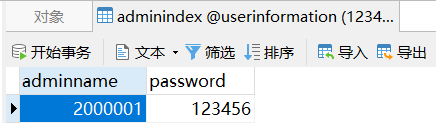 对象 adminindex @userinformation (1234...
开始事务 文本 筛选 排序 导入 导出
adminname password
2000001 123456